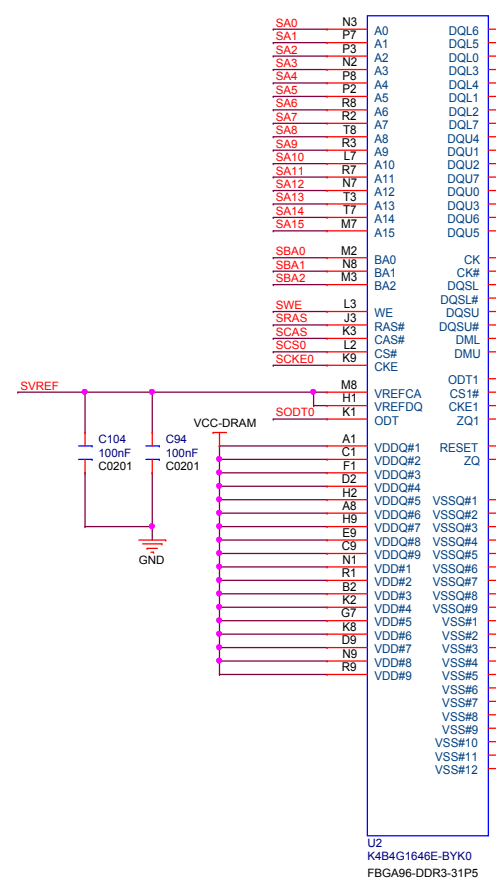 SA0 N3 A0 DQL6
SA1 P7 A1 DQL5
SA2 P3 A2 DQL0
SA3 N2 A3 DQL3
SA4 P8 A4 DQL4
SA5 P2 A5 DQL1
SA6 R8 A6 DQL2
SA7 R2 A7 DQL7
SA8 T8 A8 DQU4
SA9 R3 A9 DQU1
SA10 L7 A10 DQU2
SA11 R7 A11 DQU7
SA12 N7 A12 DQU0
SA13 T3 A13 DQU3
SA14 T7 A14 DQU6
SA15 M7 A15 DQU5
SBA0 M2 BA0 CK
SBA1 N8 BA1 CK#
SBA2 M3 BA2 DQSL
DQSL#
SWE L3 WE DQSU
SRAS J3 RAS# DQSU#
SCAS K3 CAS# DML
SCS0 L2 CS# DMU
SCKE0 K9 CKE
ODT1
SVREF M8 VREFCA CS1#
H1 VREFDQ CKE1
SODT0 K1 ODT ZQ1
VCC-DRAM
A1 VDDQ#1 RESET
C1 VDDQ#2 ZQ
F1 VDDQ#3
D2 VDDQ#4
H2 VDDQ#5 VSSQ#1
A8 VDDQ#6 VSSQ#2
H9 VDDQ#7 VSSQ#3
E9 VDDQ#8 VSSQ#4
C9 VDDQ#9 VSSQ#5
N1 VDD#1 VSSQ#6
R1 VDD#2 VSSQ#7
B2 VDD#3 VSSQ#8
K2 VDD#4 VSSQ#9
G7 VDD#5 VSS#1
K8 VDD#6 VSS#2
D9 VDD#7 VSS#3
N9 VDD#8 VSS#4
R9 VDD#9 VSS#5
VSS#6
VSS#7
VSS#8
VSS#9
VSS#10
VSS#11
VSS#12
C104 C94
100nF 100nF
C0201 C0201
GND
U2
K4B4G1646E-BYK0
FBGA96-DDR3-31P5